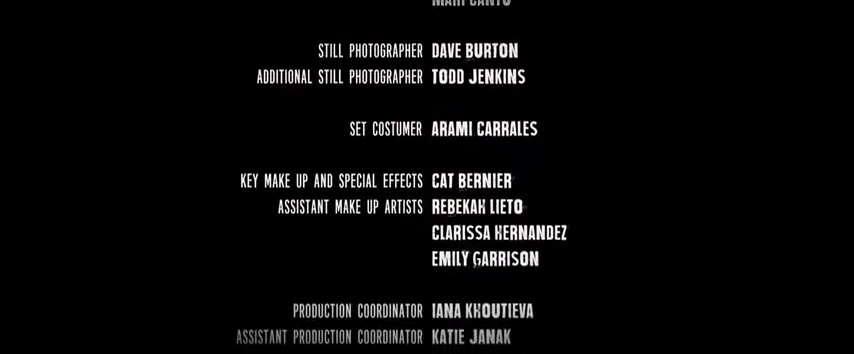 STILL PHOTOGRAPHER DAVE BURTON
ADDITIONAL STILL PHOTOGRAPHER TODD JENKINS
SET COSTUMER ARAMI CARRALES
KEY MAKE UP AND SPECIAL EFFECTS CAT BERNIER
ASSISTANT MAKE UP ARTISTS REBEKAH LIETO
CLARISSA HERNANDEZ
EMILY GARRISON
PRODUCTION COORDINATOR IANA KHOUTIEVA
ASSISTANT PRODUCTION COORDINATOR KATIE JANAK